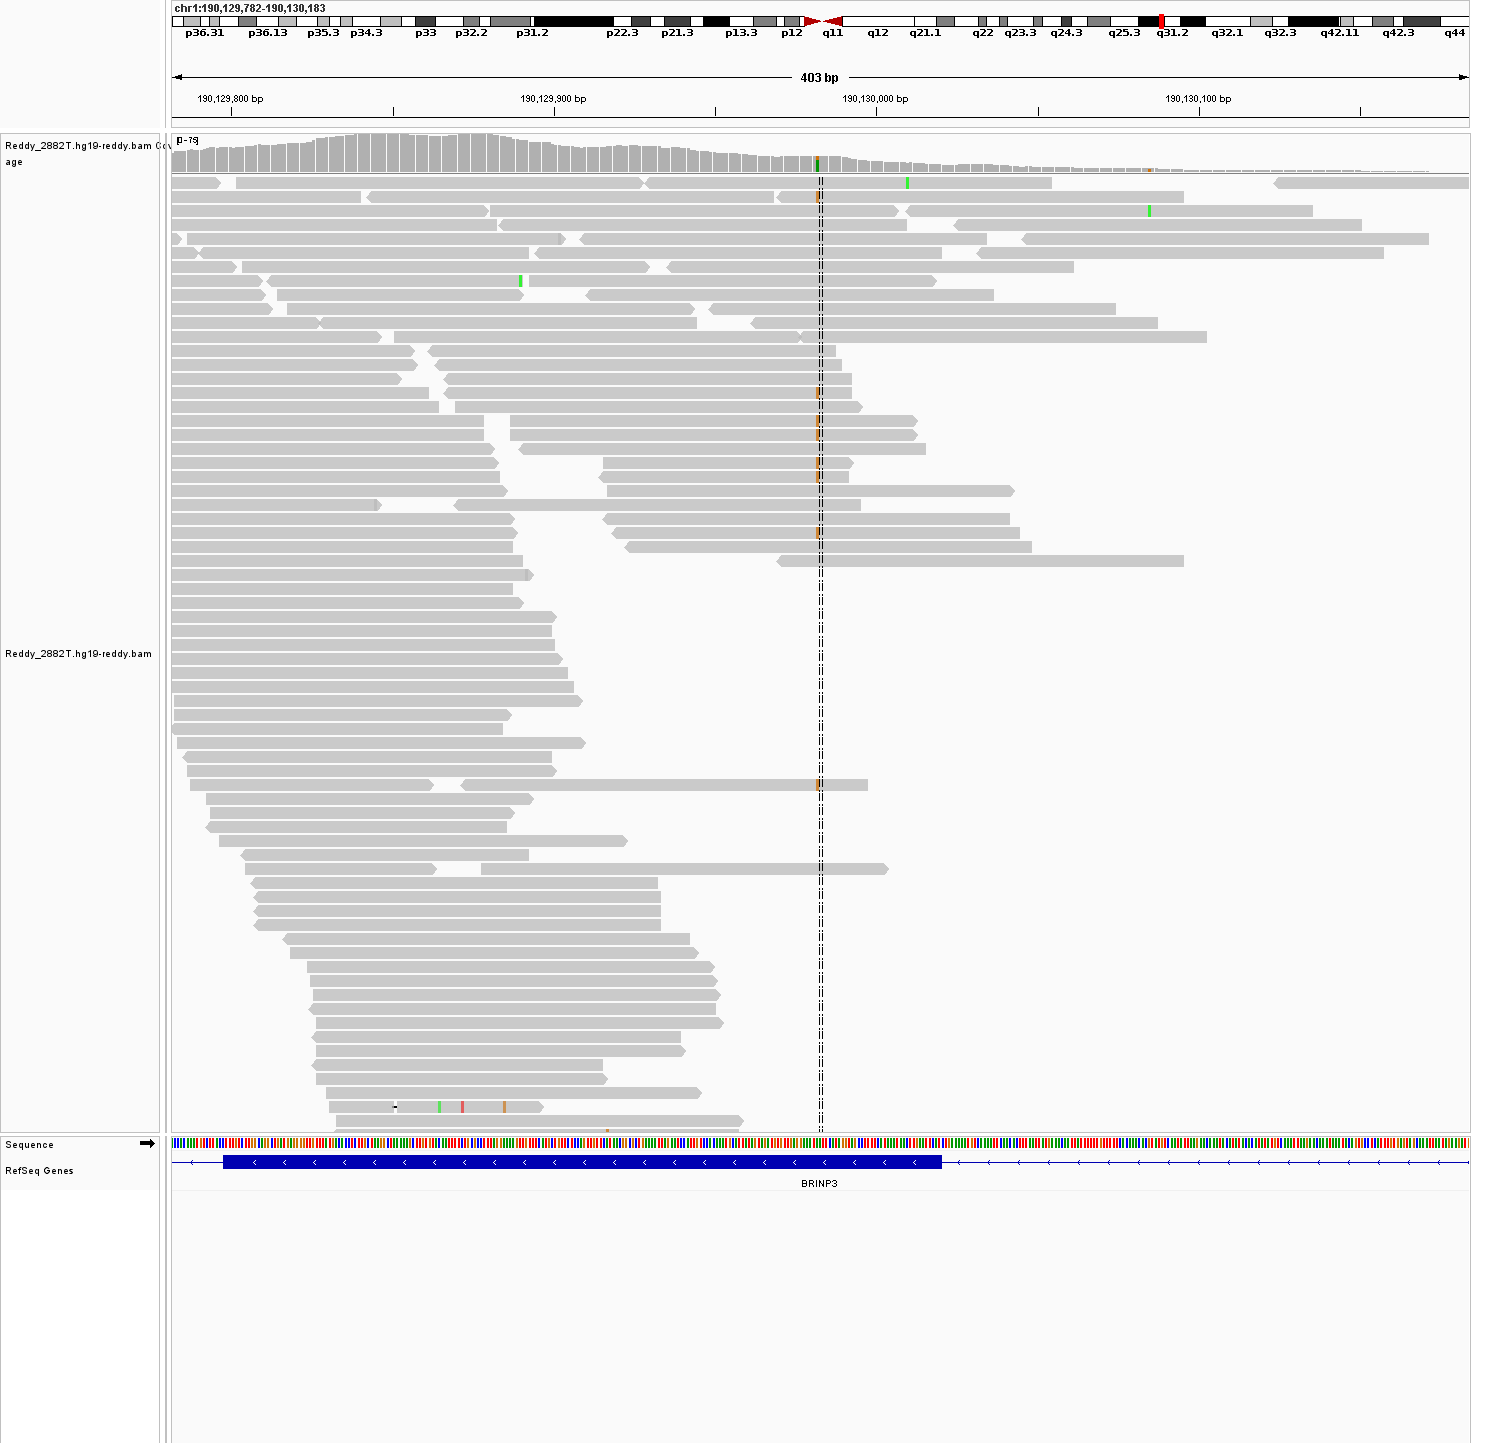 chr1:190,129,782-190,130,183
p36.31 p36.13 p35.3 p34.3 p33 p32.2 p31.2 p22.3 p21.3 p13.3 p12 q11 q12 q21.1 q22 q23.3 q24.3 q25.3 q31.2 q32.1 q32.3 q42.11 q42.3 q44
403 bp
190,129,800 bp 190,129,900 bp 190,130,000 bp 190,130,100 bp
[0-75]
Reddy_2882T.hg19-reddy.bam Cov
age
Reddy_2882T.hg19-reddy.bam
Sequence
RefSeq Genes
BRINP3